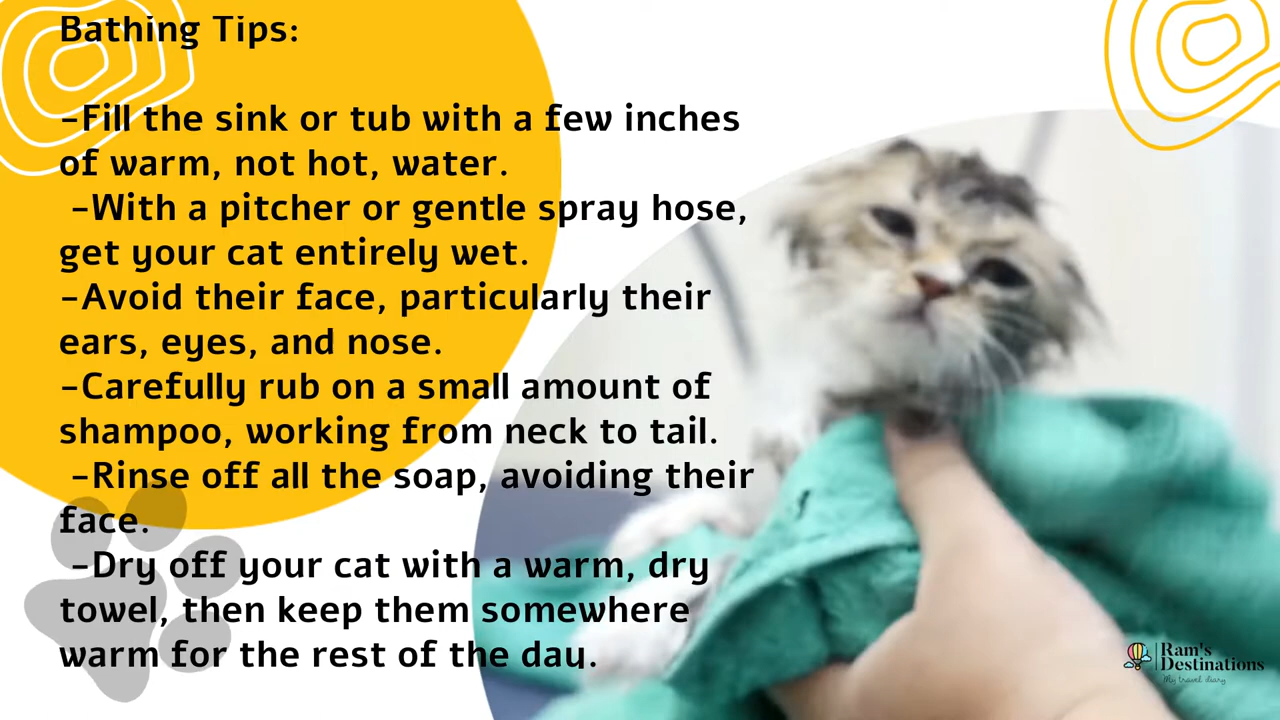 Bathing Tips:
-Fill the sink or tub with a few inches
of warm, not hot, water.
-With a pitcher or gentle spray hose,
get your cat entirely wet.
-Avoid their face, particularly their
ears, eyes, and nose.
-Carefully rub on a small amount of
shampoo, working from neck to tail.
-Rinse off all the soap, avoiding their
face.
-Dry off your cat with a warm, dry
towel, then keep them somewhere
warm for the rest of the day.
Ram's
Destinations
My travel diary